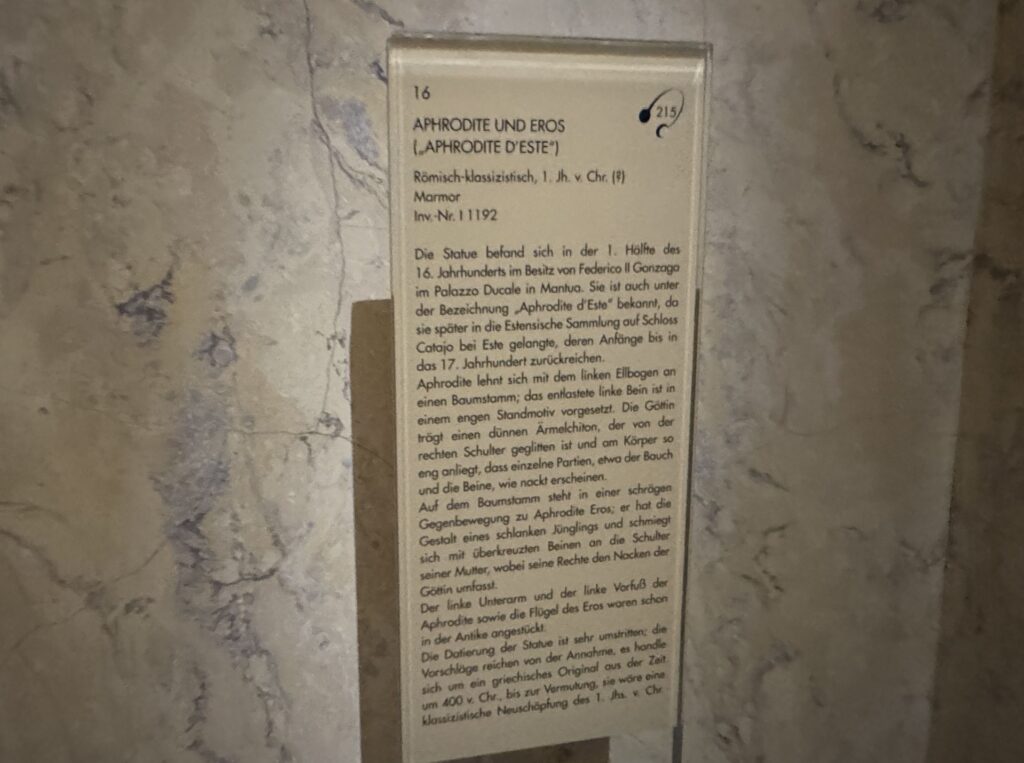 16
215
APHRODITE UND EROS
(„APHRODITE D'ESTE")
Römisch-klassizistisch, 1. Jh. v. Chr. (?)
Marmor
Inv.-Nr. I 1192
Die Statue befand sich in der 1. Hälfte des
16. Jahrhunderts im Besitz von Federico II Gonzaga
im Palazzo Ducale in Mantua. Sie ist auch unter
der Bezeichnung „Aphrodite d'Este" bekannt, da
sie später in die Estensische Sammlung auf Schloss
Catajo bei Este gelangte, deren Anfänge bis in
das 17. Jahrhundert zurückreichen.
Aphrodite lehnt sich mit dem linken Ellbogen an
einen Baumstamm; das entlastete linke Bein ist in
einem engen Standmotiv vorgesetzt. Die Göttin
trägt einen dünnen Ärmelchiton, der von der
rechten Schulter geglitten ist und am Körper so
eng anliegt, dass einzelne Partien, etwa der Bauch
und die Beine, wie nackt erscheinen.
Auf dem Baumstamm steht in einer schrägen
Gegenbewegung zu Aphrodite Eros; er hat die
Gestalt eines schlanken Jünglings und schmiegt
sich mit überkreuzten Beinen an die Schulter
seiner Mutter, wobei seine Rechte den Nacken der
Göttin umfasst.
Der linke Unterarm und der linke Vorfuß der
Aphrodite sowie die Flügel des Eros waren schon
in der Antike angestückt.
Die Datierung der Statue ist sehr umstritten; die
Vorschläge reichen von der Annahme, es handle
sich um ein griechisches Original aus der Zeit
um 400 v. Chr., bis zur Vermutung, sie wäre eine
klassizistische Neuschöpfung des 1. Jhs. v. Chr.